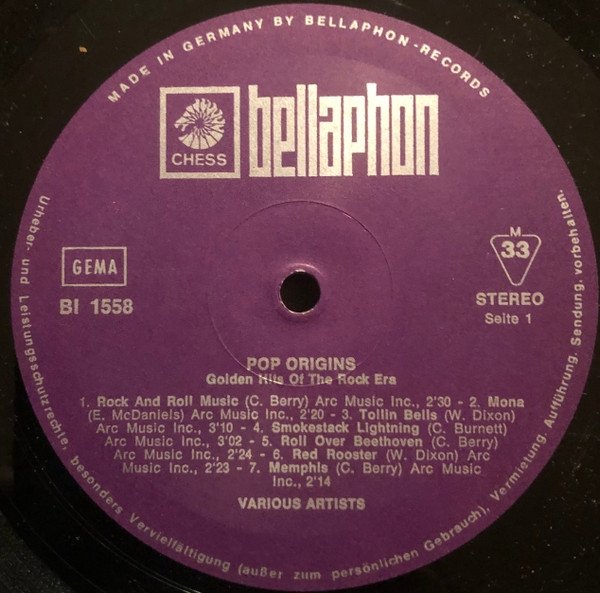 MADE IN GERMANY BY BELLAPHON-RECORDS
CHESS
bellaphon
GEMA
BI 1558
M
33
STEREO
Seite 1
POP ORIGINS
Golden Hits Of The Rock Era
1. Rock And Roll Music (C. Berry) Arc Music Inc., 2'30 - 2. Mona
(E. McDaniels) Arc Music Inc., 2'20 - 3. Tollin Bells (W. Dixon)
Arc Music Inc., 3'10 - 4. Smokestack Lightning (C. Burnett)
Arc Music Inc., 3'02 - 5. Roll Over Beethoven (C. Berry)
Arc Music Inc., 2'24 - 6. Red Rooster (W. Dixon) Arc
Music Inc., 2'23 - 7. Memphis (C. Berry) Arc Music
Inc., 2'14
VARIOUS ARTISTS
Urheber- und Leistungsschutzrechte, besonders Vervielfältigung (außer zum persönlichen Gebrauch), Vermietung, Aufführung, Sendung, vorbehalten.